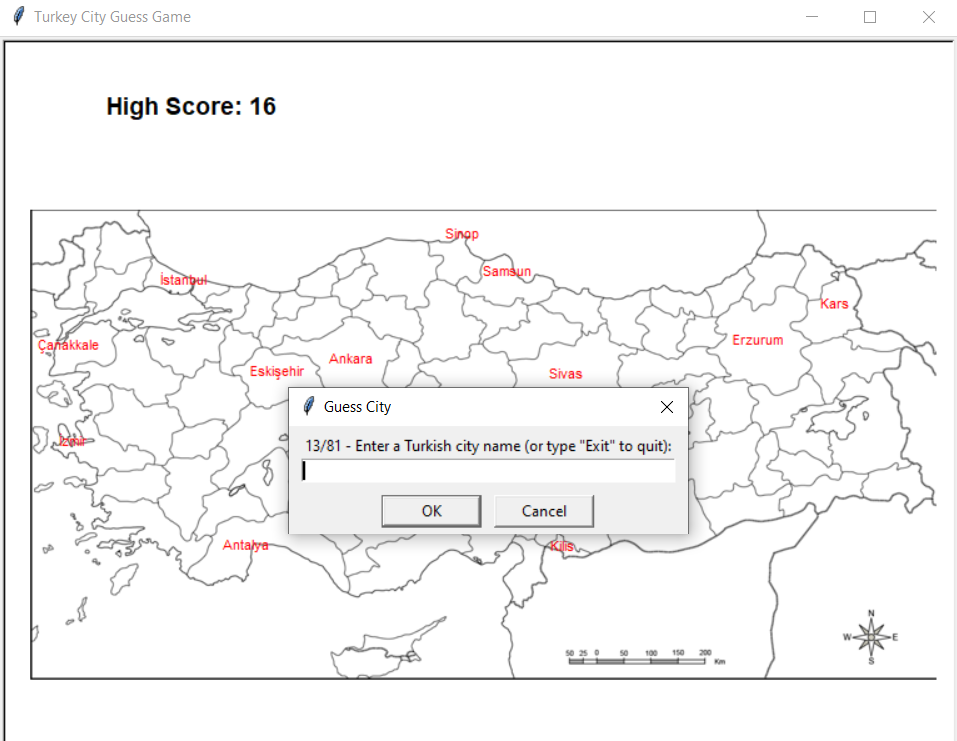 Turkey City Guess Game
High Score: 16
Sinop
Samsun
İstanbul
Kars
Erzurum
Çanakkale
Ankara
Eskişehir
Sivas
Guess City
İzmir
13/81 - Enter a Turkish city name (or type "Exit" to quit):
OK
Cancel
Antalya
Kilis
N
W
E
S
50 25 0 50 100 150 200
Km